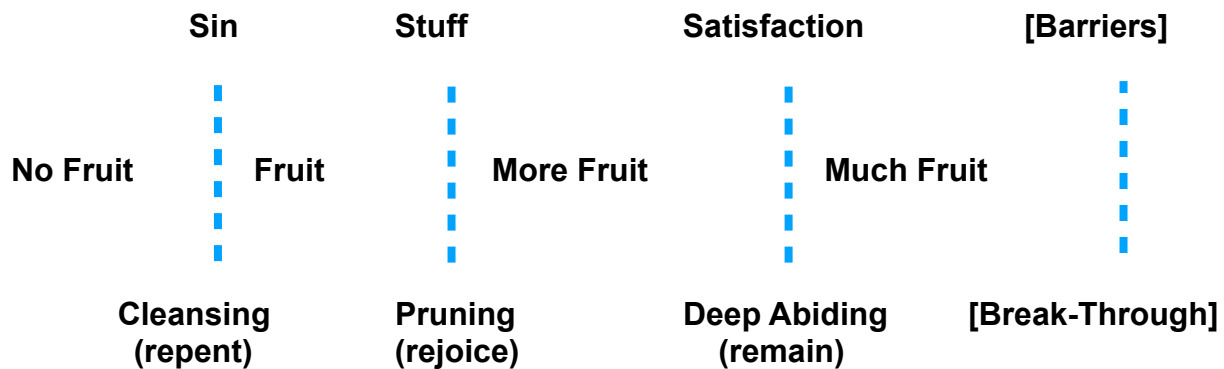 Sin Stuff Satisfaction [Barriers]
No Fruit Fruit More Fruit Much Fruit
Cleansing Pruning Deep Abiding [Break-Through]
(repent) (rejoice) (remain)